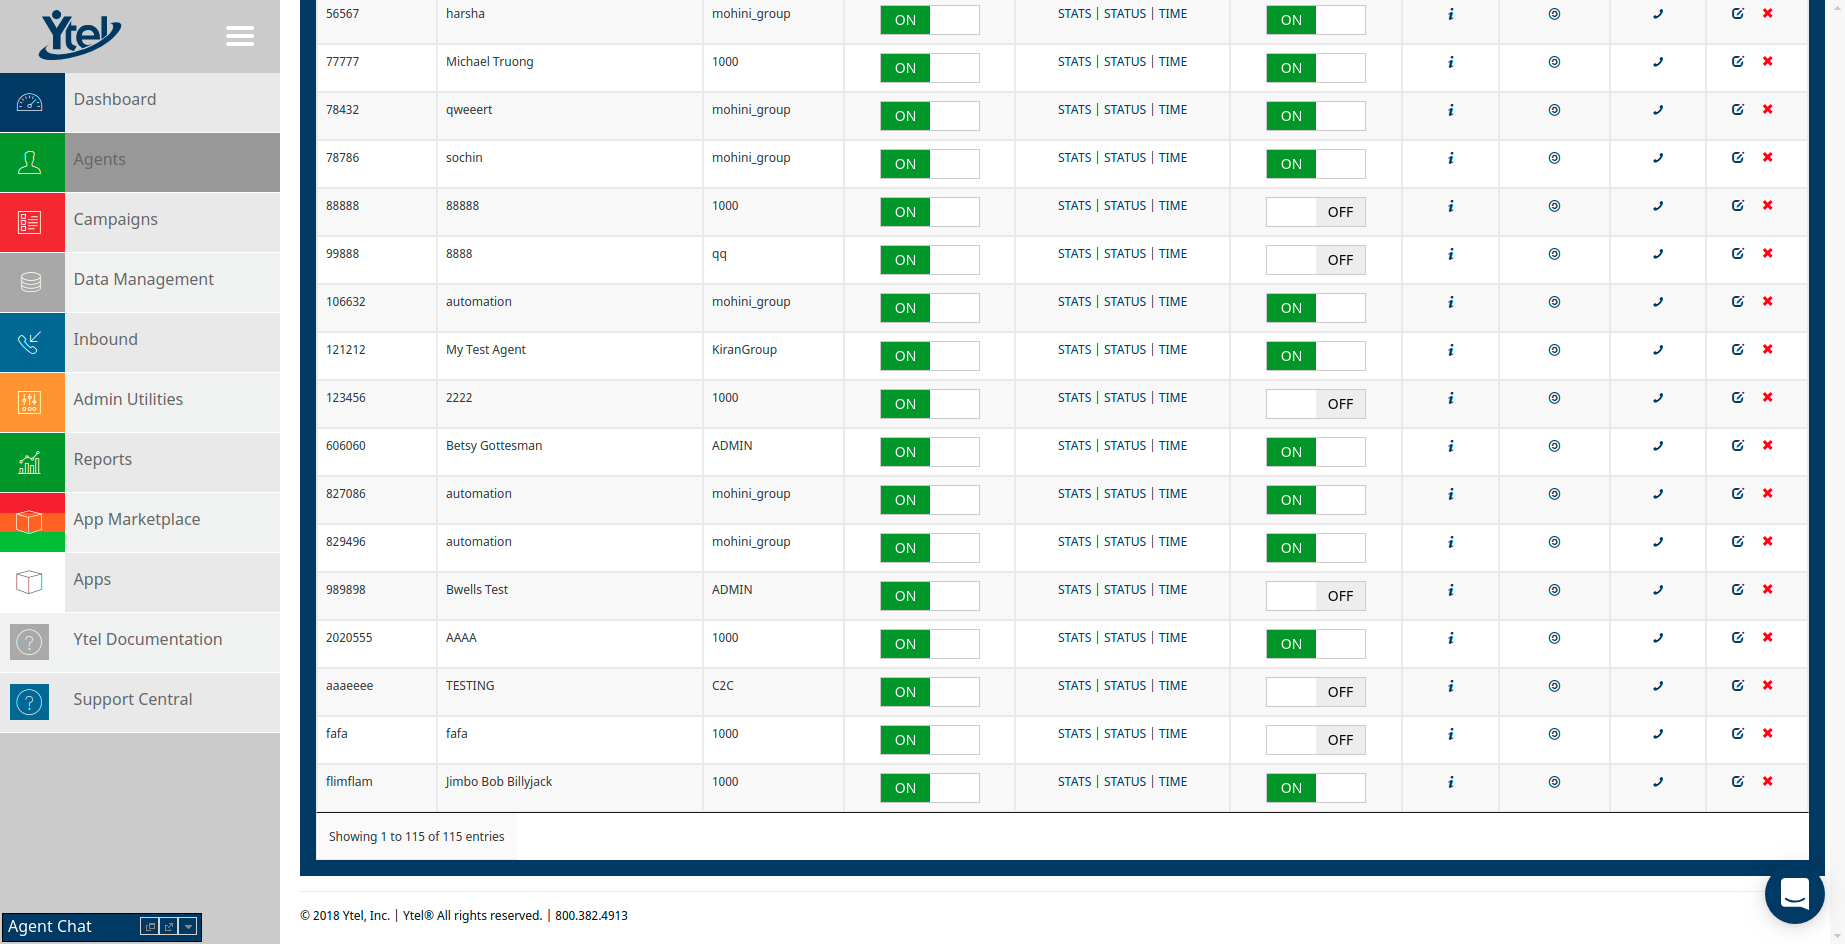 Ytel
Dashboard
Agents
Campaigns
Data Management
Inbound
Admin Utilities
Reports
App Marketplace
Apps
? Ytel Documentation
? Support Central
Agent Chat
56567 harsha mohini_group ON STATS | STATUS | TIME ON
77777 Michael Truong 1000 ON STATS | STATUS | TIME ON
78432 qweeert mohini_group ON STATS | STATUS | TIME ON
78786 sochin mohini_group ON STATS | STATUS | TIME ON
88888 88888 1000 ON STATS | STATUS | TIME OFF
99888 8888 qq ON STATS | STATUS | TIME OFF
106632 automation mohini_group ON STATS | STATUS | TIME ON
121212 My Test Agent KiranGroup ON STATS | STATUS | TIME ON
123456 2222 1000 ON STATS | STATUS | TIME OFF
606060 Betsy Gottesman ADMIN ON STATS | STATUS | TIME ON
827086 automation mohini_group ON STATS | STATUS | TIME ON
829496 automation mohini_group ON STATS | STATUS | TIME ON
989898 Bwells Test ADMIN ON STATS | STATUS | TIME OFF
2020555 AAAA 1000 ON STATS | STATUS | TIME ON
aaaeeee TESTING C2C ON STATS | STATUS | TIME OFF
fafa fafa 1000 ON STATS | STATUS | TIME OFF
flimflam Jimbo Bob Billyjack 1000 ON STATS | STATUS | TIME ON
Showing 1 to 115 of 115 entries
© 2018 Ytel, Inc. | Ytel® All rights reserved. | 800.382.4913